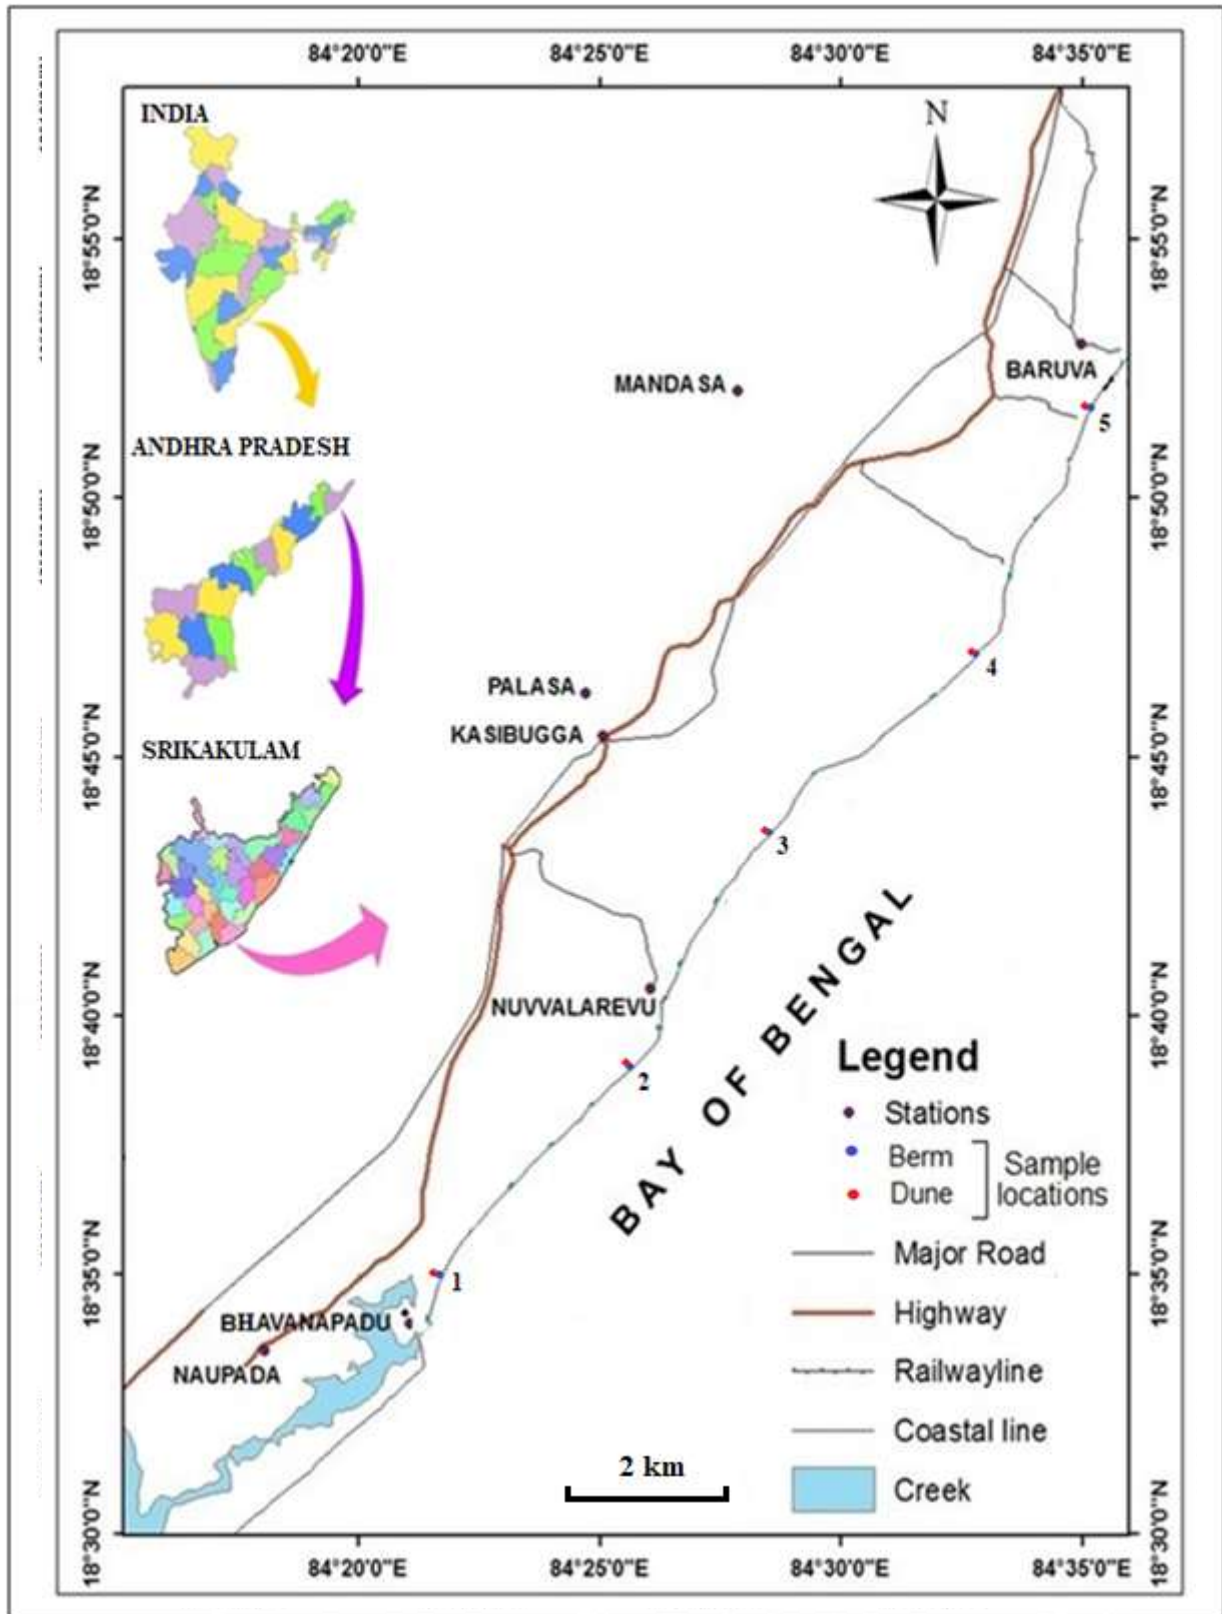 84°20'0"E 84°25'0"E 84°30'0"E 84°35'0"E
INDIA
N
18°55'0"N
18°55'0"N
BARUVA
MANDASA
5
ANDHRA PRADESH
18°50'0"N
18°50'0"N
4
PALASA
KASIBUGGA
SRIKAKULAM
18°45'0"N
18°45'0"N
3
NUVVALAREVU
18°40'0"N
18°40'0"N
2
BAY OF BENGAL
Legend
Stations
Berm
Dune
Sample
locations
Major Road
Highway
Railwayline
Coastal line
Creek
18°35'0"N
18°35'0"N
1
BHAVANAPADU
NAUPADA
2 km
18°30'0"N
18°30'0"N
84°20'0"E 84°25'0"E 84°30'0"E 84°35'0"E